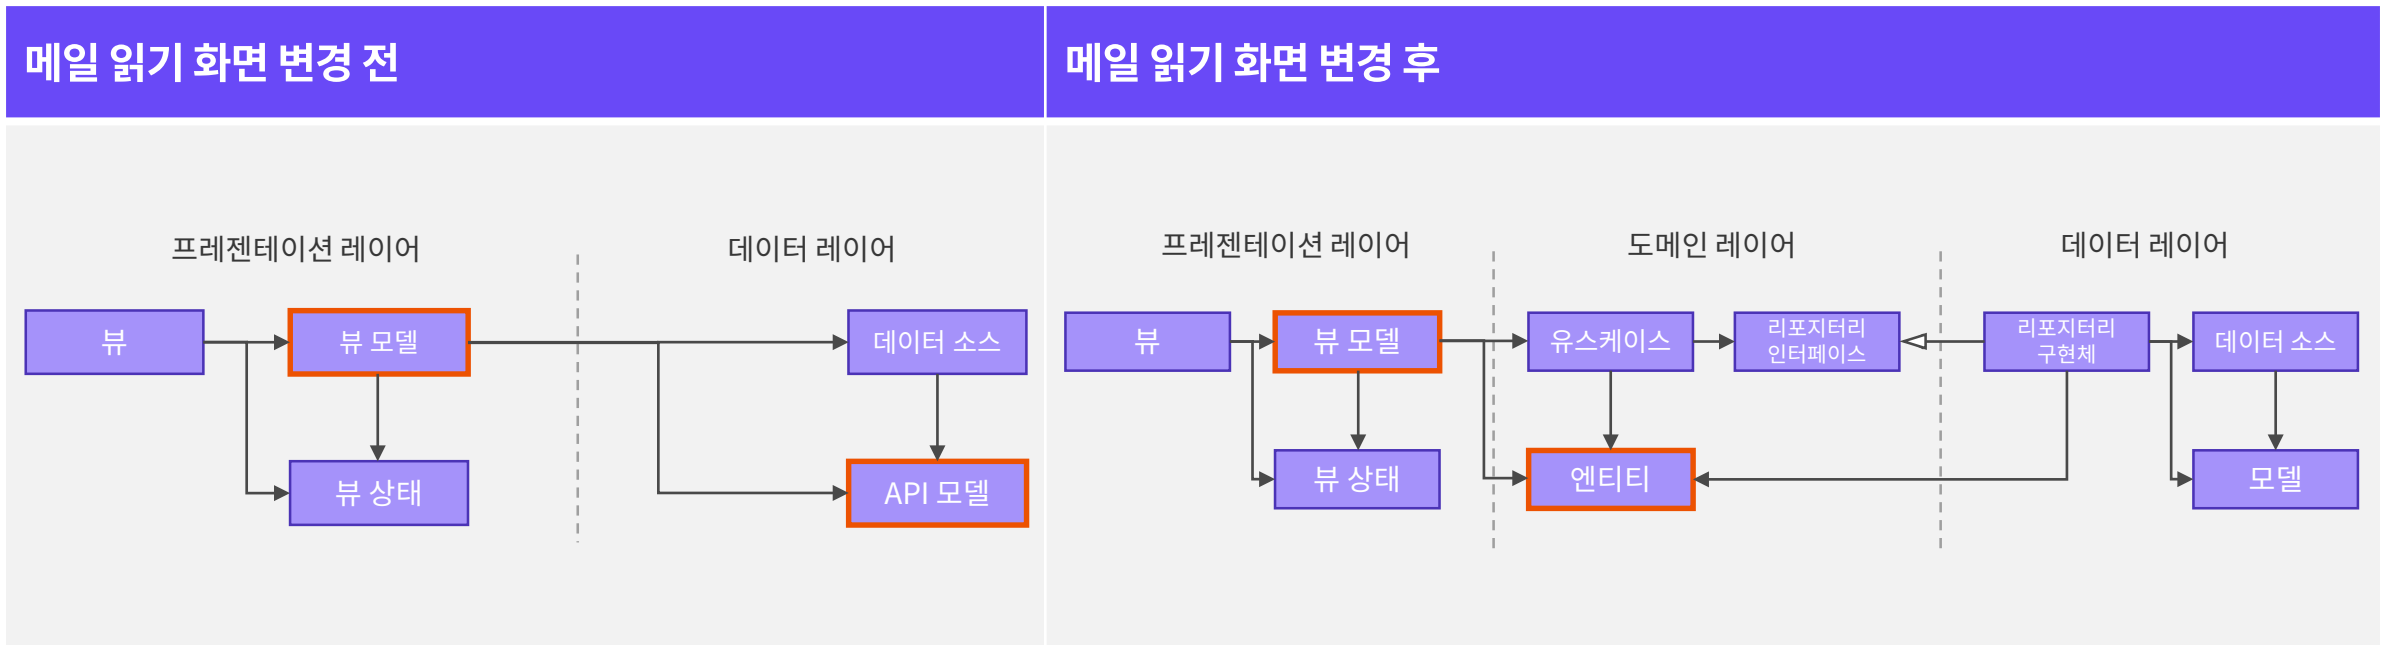 메일 읽기 화면 변경 전
프레젠테이션 레이어
데이터 레이어
뷰
뷰 모델
데이터 소스
뷰 상태
API 모델
메일 읽기 화면 변경 후
프레젠테이션 레이어
도메인 레이어
데이터 레이어
뷰
뷰 모델
유스케이스
리포지터리
인터페이스
리포지터리
구현체
데이터 소스
뷰 상태
엔티티
모델